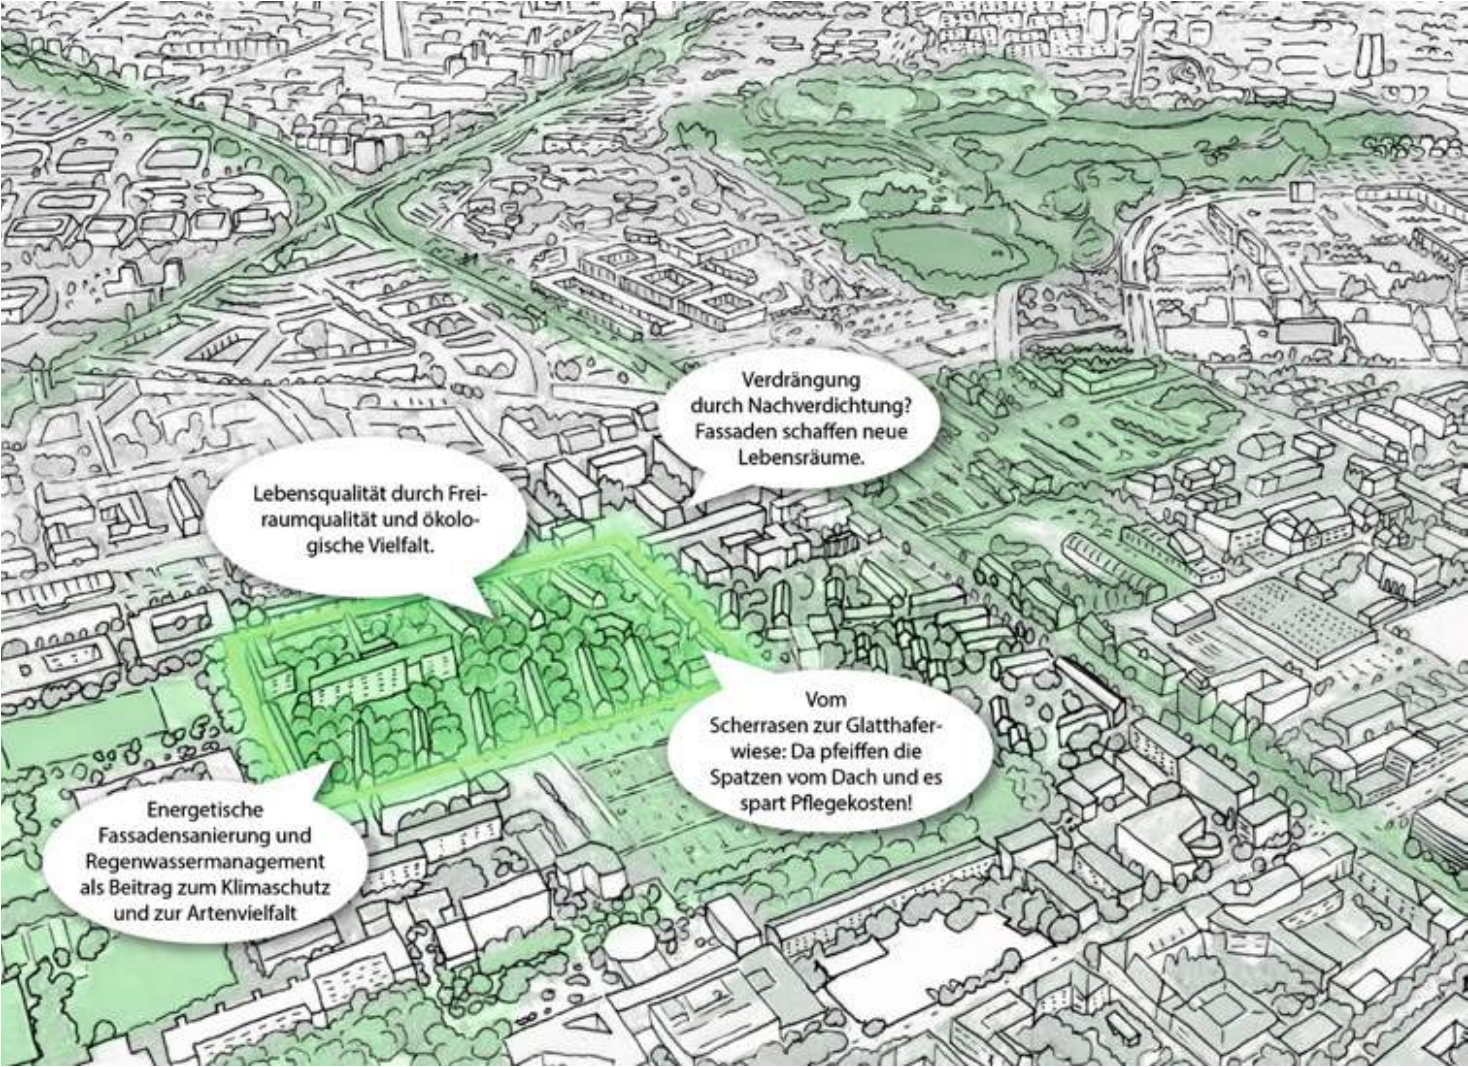 Verdrängung
durch Nachverdichtung?
Fassaden schaffen neue
Lebensräume.
Lebensqualität durch Frei-
raumqualität und ökolo-
gische Vielfalt.
Vom
Scherrasen zur Glatthafer-
wiese: Da pfeiffen die
Spatzen vom Dach und es
spart Pflegekosten!
Energetische
Fassadensanierung und
Regenwassermanagement
als Beitrag zum Klimaschutz
und zur Artenvielfalt